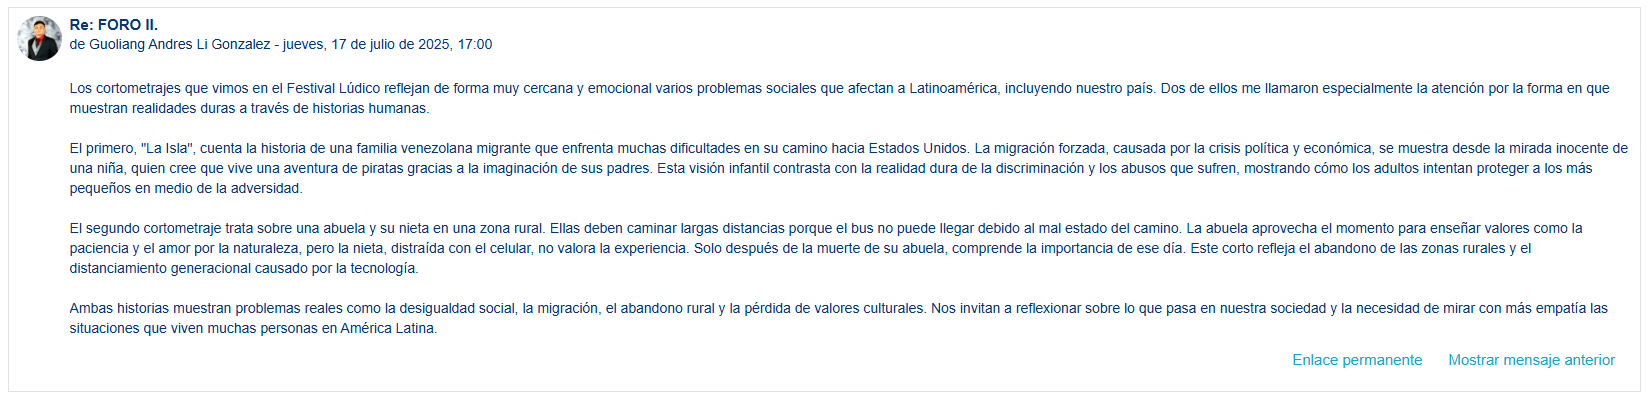 Re: FORO II.
de Guoliang Andres Li Gonzalez - jueves, 17 de julio de 2025, 17:00
Los cortometrajes que vimos en el Festival Lúdico reflejan de forma muy cercana y emocional varios problemas sociales que afectan a Latinoamérica, incluyendo nuestro país. Dos de ellos me llamaron especialmente la atención por la forma en que
muestran realidades duras a través de historias humanas.
El primero, "La Isla", cuenta la historia de una familia venezolana migrante que enfrenta muchas dificultades en su camino hacia Estados Unidos. La migración forzada, causada por la crisis política y económica, se muestra desde la mirada inocente de
una niña, quien cree que vive una aventura de piratas gracias a la imaginación de sus padres. Esta visión infantil contrasta con la realidad dura de la discriminación y los abusos que sufren, mostrando cómo los adultos intentan proteger a los más
pequeños en medio de la adversidad.
El segundo cortometraje trata sobre una abuela y su nieta en una zona rural. Ellas deben caminar largas distancias porque el bus no puede llegar debido al mal estado del camino. La abuela aprovecha el momento para enseñar valores como la
paciencia y el amor por la naturaleza, pero la nieta, distraída con el celular, no valora la experiencia. Solo después de la muerte de su abuela, comprende la importancia de ese día. Este corto refleja el abandono de las zonas rurales y el
distanciamiento generacional causado por la tecnología.
Ambas historias muestran problemas reales como la desigualdad social, la migración, el abandono rural y la pérdida de valores culturales. Nos invitan a reflexionar sobre lo que pasa en nuestra sociedad y la necesidad de mirar con más empatía las
situaciones que viven muchas personas en América Latina.
Enlace permanente Mostrar mensaje anterior